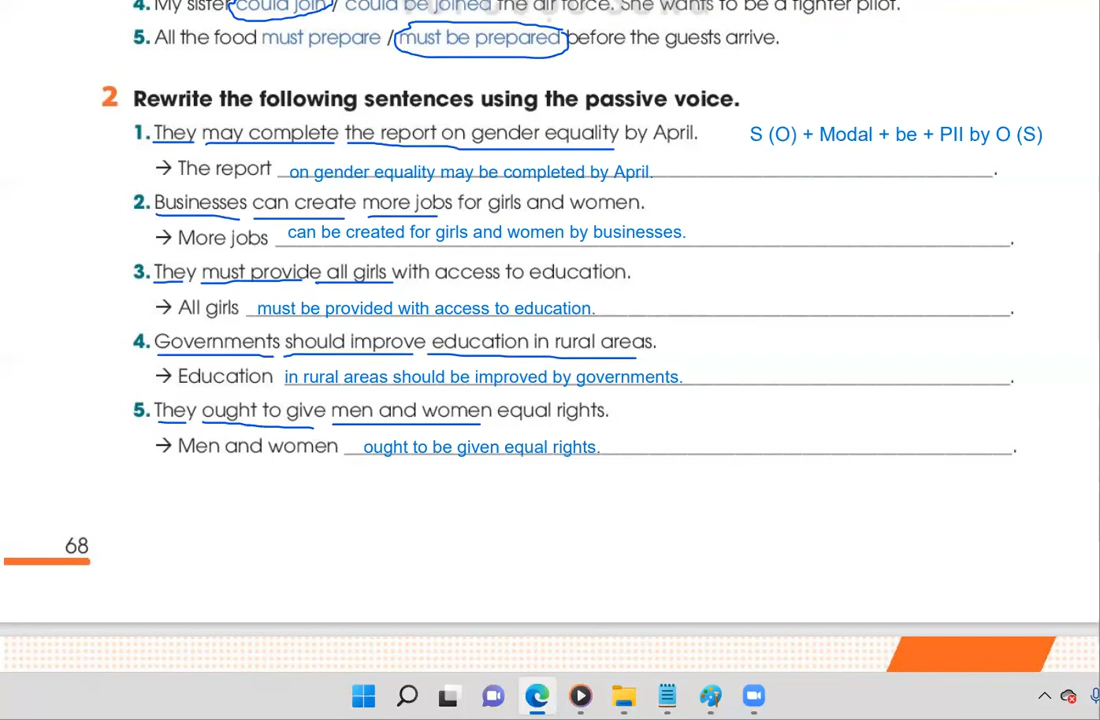 4. My sister could join / could be joined the air force. She wants to be a fighter pilot.
5. All the food must prepare / must be prepared before the guests arrive.
2 Rewrite the following sentences using the passive voice.
1. They may complete the report on gender equality by April. S (O) + Modal + be + PII by O (S)
→ The report on gender equality may be completed by April. .
2. Businesses can create more jobs for girls and women.
→ More jobs can be created for girls and women by businesses. .
3. They must provide all girls with access to education.
→ All girls must be provided with access to education. .
4. Governments should improve education in rural areas.
→ Education in rural areas should be improved by governments. .
5. They ought to give men and women equal rights.
→ Men and women ought to be given equal rights. .
68